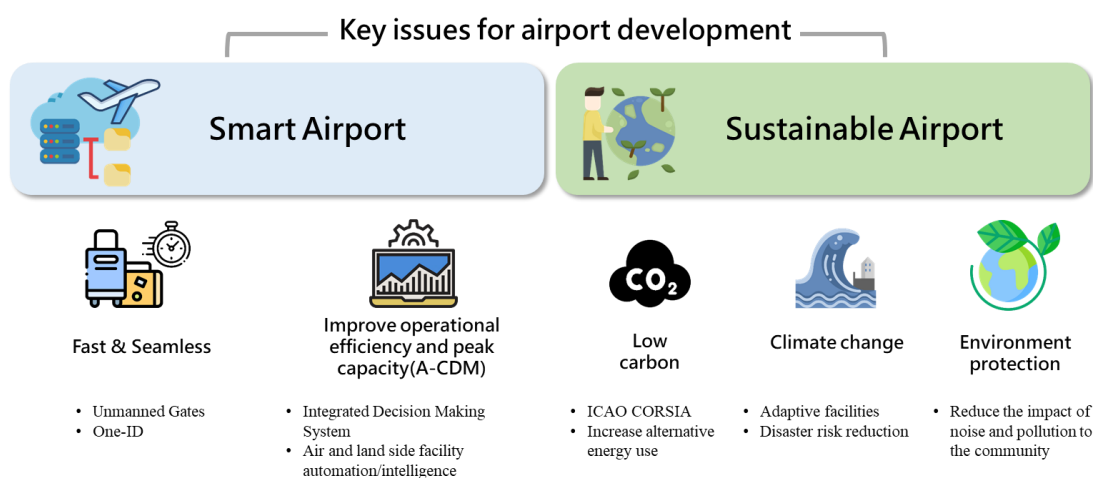 Key issues for airport development
Smart Airport
Sustainable Airport
Fast & Seamless
• Unmanned Gates
• One-ID
Improve operational
efficiency and peak
capacity(A-CDM)
• Integrated Decision Making
System
• Air and land side facility
automation/intelligence
CO2
Low
carbon
• ICAO CORSIA
• Increase alternative
energy use
Climate change
• Adaptive facilities
• Disaster risk reduction
Environment
protection
• Reduce the impact of
noise and pollution to
the community